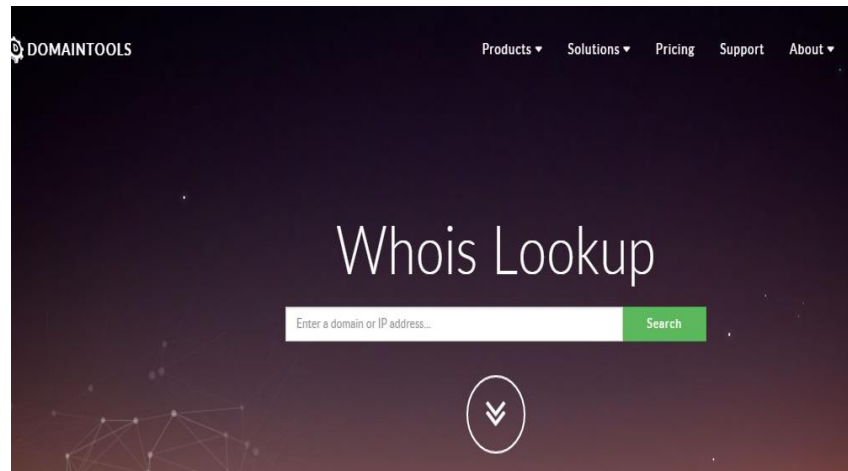 DOMAINTOOLS Products Solutions Pricing Support About
Whois Lookup
Enter a domain or IP address... Search